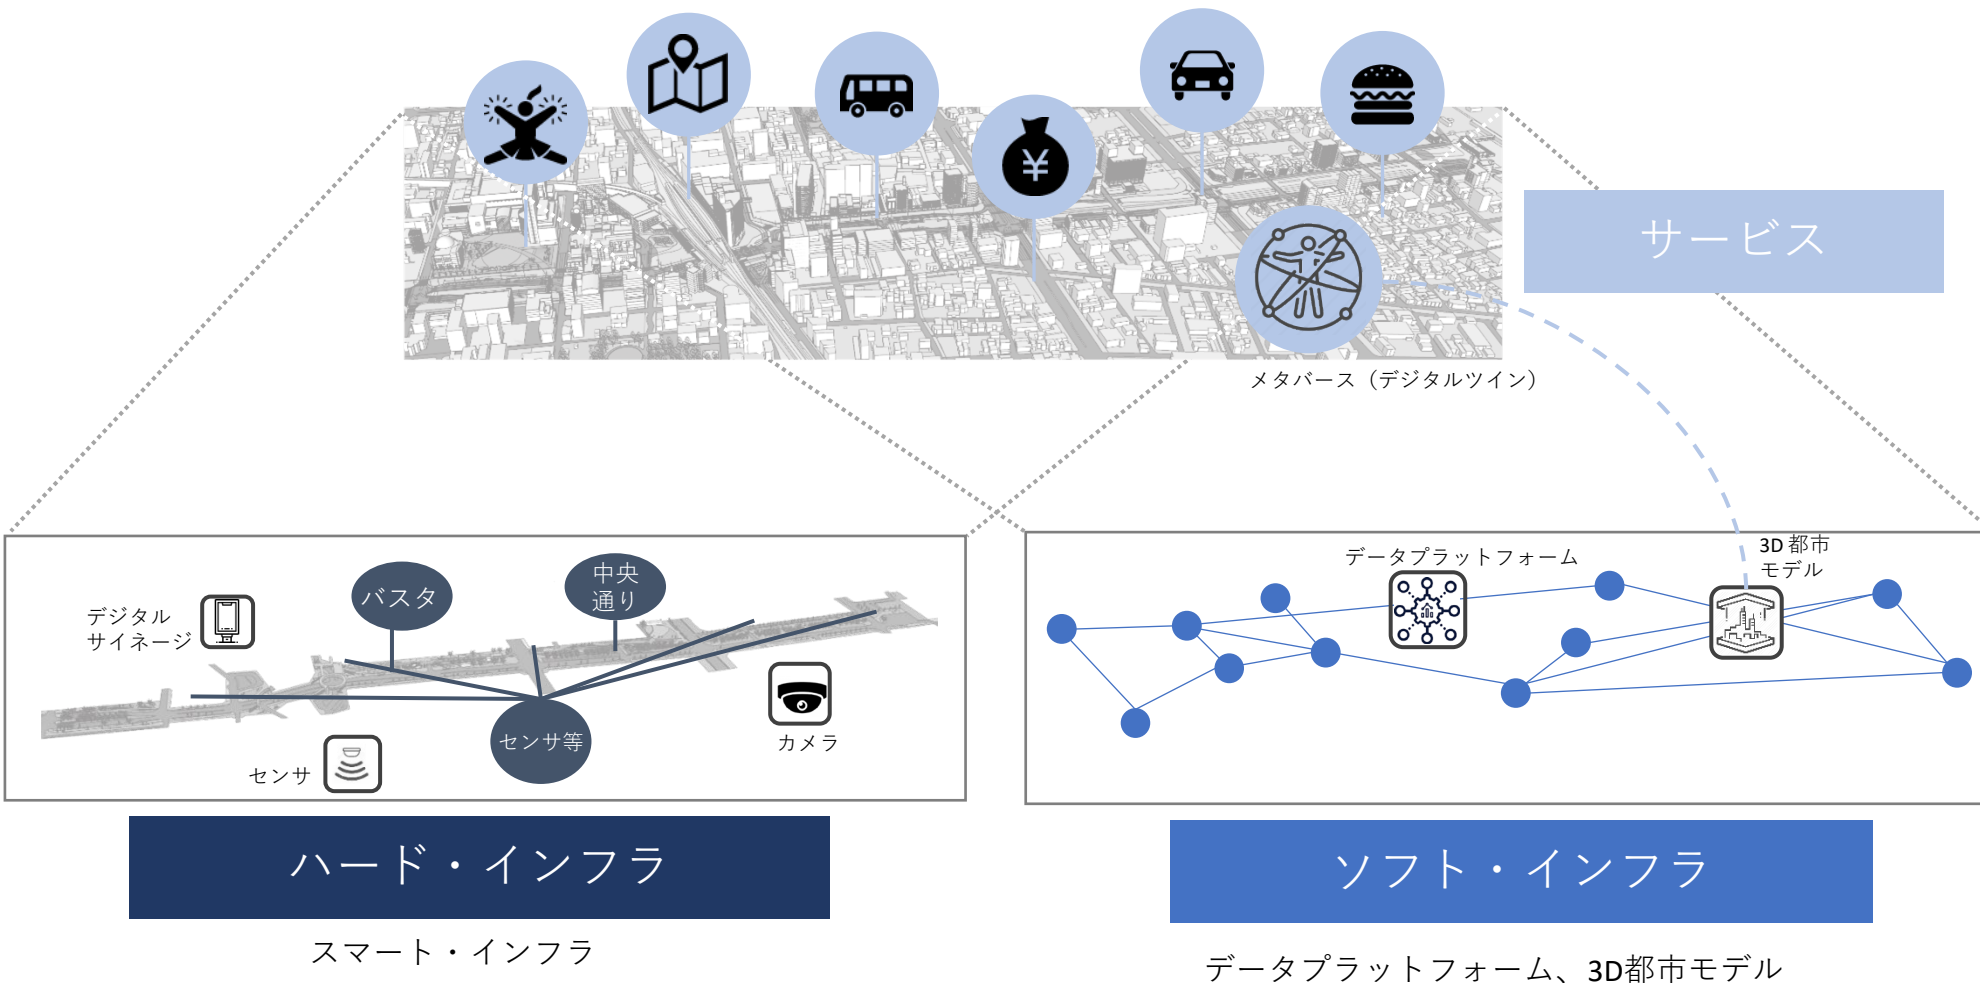 サービス
メタバース（デジタルツイン）
デジタル
サイネージ
バスタ
中央
通り
センサ等
センサ
カメラ
データプラットフォーム
3D都市
モデル
ハード・インフラ
スマート・インフラ
ソフト・インフラ
データプラットフォーム、3D都市モデル
¥